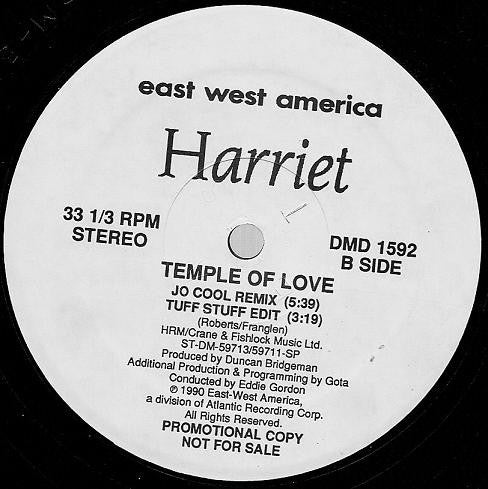 east west america
Harriet
33 1/3 RPM
STEREO
DMD 1592
B SIDE
TEMPLE OF LOVE
JO COOL REMIX (5:39)
TUFF STUFF EDIT (3:19)
(Roberts/Franglen)
HRM/Crane & Fishlock Music Ltd.
ST-DM-59713/59711-SP
Produced by Duncan Bridgeman
Additional Production & Programming by Gota
Conducted by Eddie Gordon
℗ 1990 East-West America,
a division of Atlantic Recording Corp.
All Rights Reserved.
PROMOTIONAL COPY
NOT FOR SALE